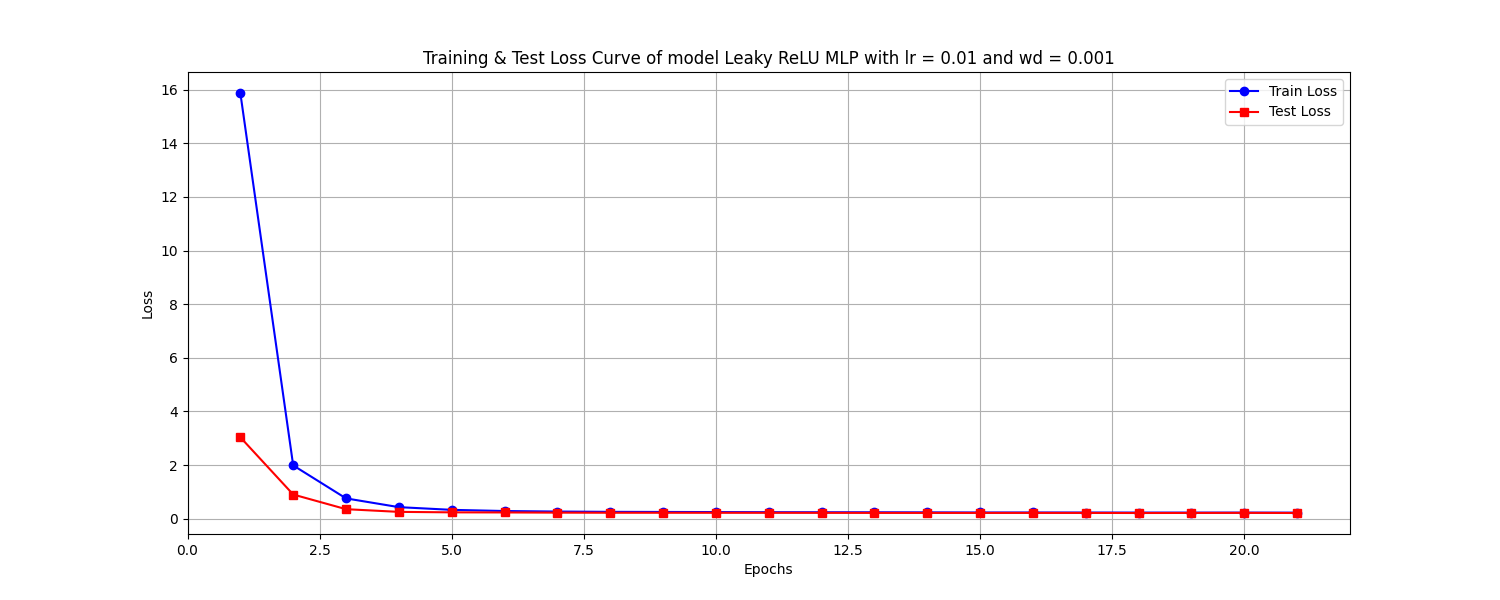 Training & Test Loss Curve of model Leaky ReLU MLP with lr = 0.01 and wd = 0.001
Train Loss
Test Loss
16
14
12
10
8
6
4
2
0
Loss
0.0 2.5 5.0 7.5 10.0 12.5 15.0 17.5 20.0
Epochs